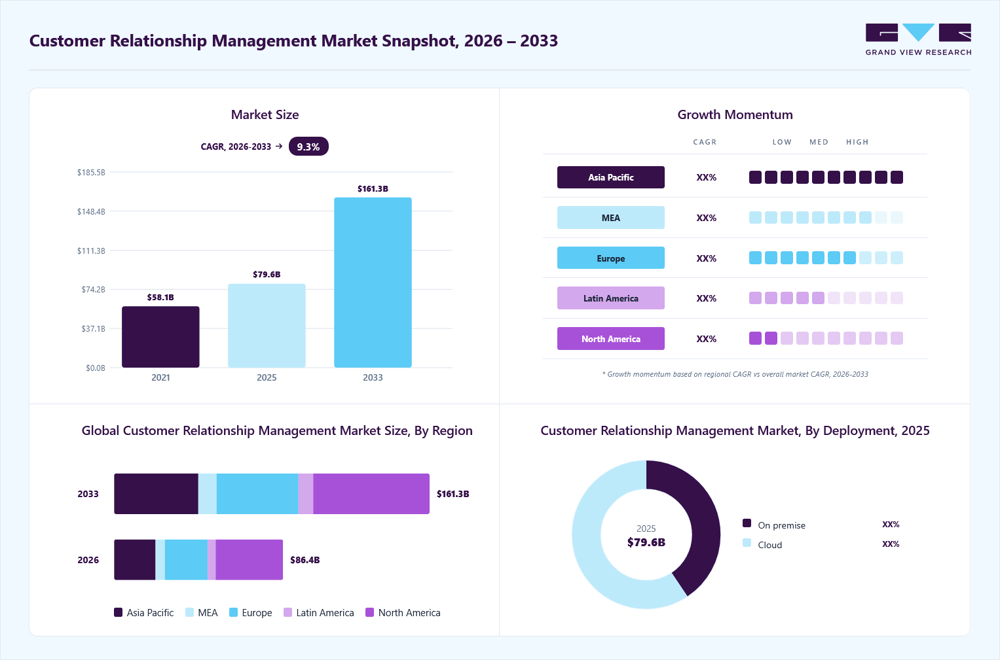 Customer Relationship Management Market Snapshot, 2026 – 2033
GRAND VIEW RESEARCH
Market Size
CAGR, 2026-2033 → 9.3%
$185.5B
$148.4B
$111.3B
$74.2B
$37.1B
$0.0B
$58.1B
$79.6B
$161.3B
2021 2025 2033
Growth Momentum
CAGR LOW MED HIGH
Asia Pacific XX%
MEA XX%
Europe XX%
Latin America XX%
North America XX%
* Growth momentum based on regional CAGR vs overall market CAGR, 2026-2033
Global Customer Relationship Management Market Size, By Region
2033 $161.3B
2026 $86.4B
Asia Pacific MEA Europe Latin America North America
Customer Relationship Management Market, By Deployment, 2025
2025
$79.6B
On premise XX%
Cloud XX%